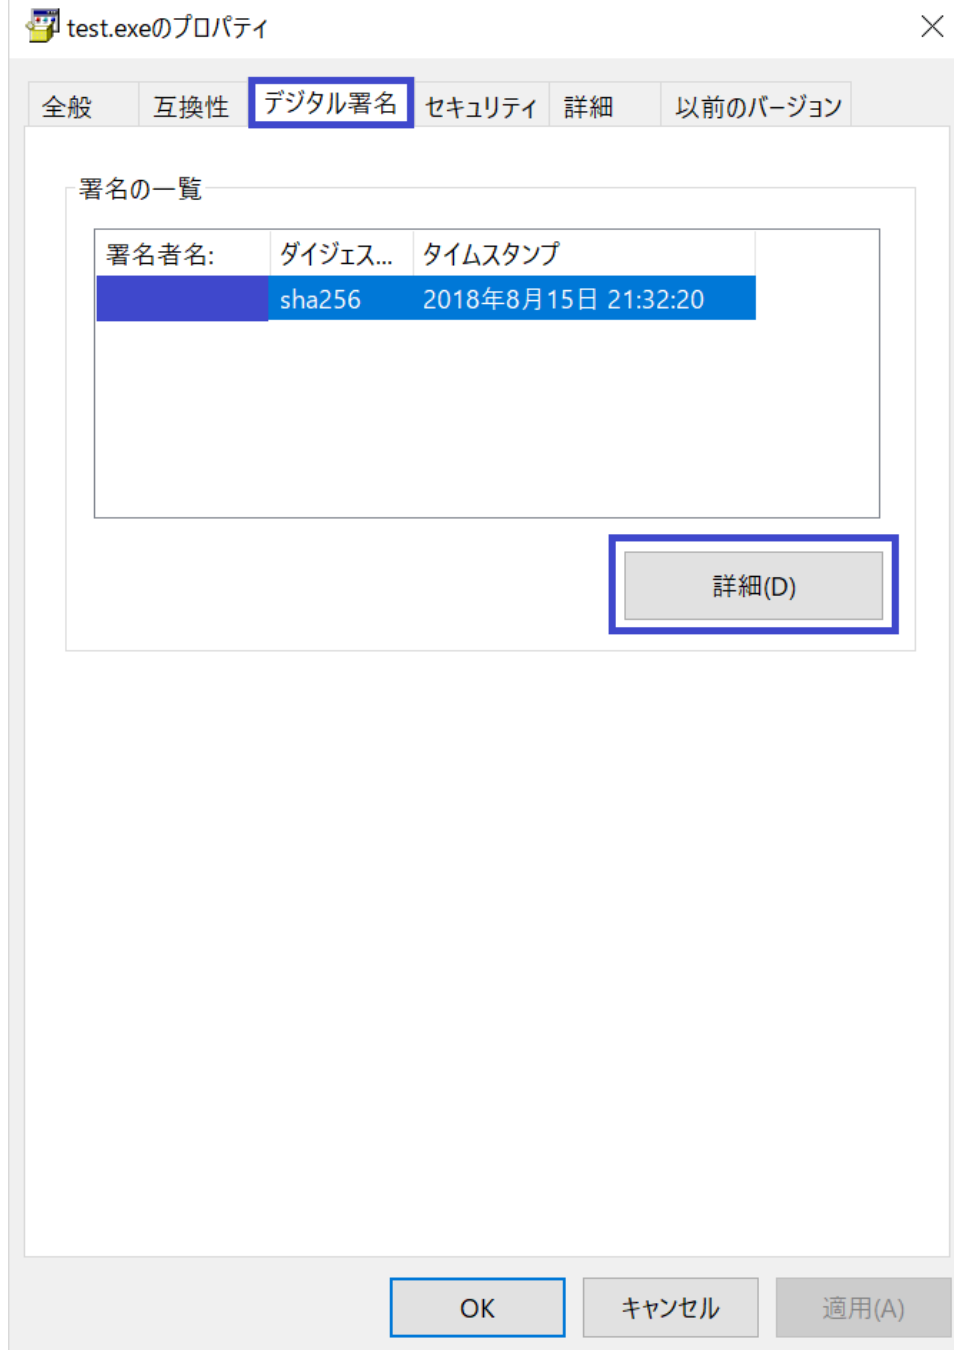 test.exeのプロパティ
全般 互換性 デジタル署名 セキュリティ 詳細 以前のバージョン
署名の一覧
署名者名: ダイジェス... タイムスタンプ
sha256 2018年8月15日 21:32:20
詳細(D)
OK キャンセル 適用(A)